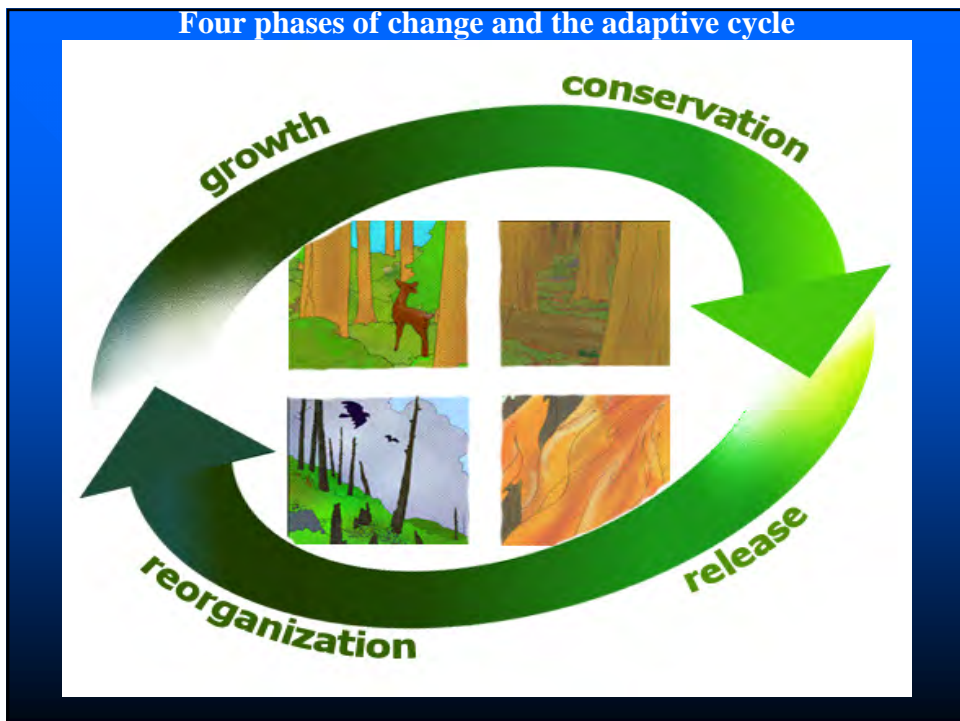 Four phases of change and the adaptive cycle
growth
conservation
release
reorganization